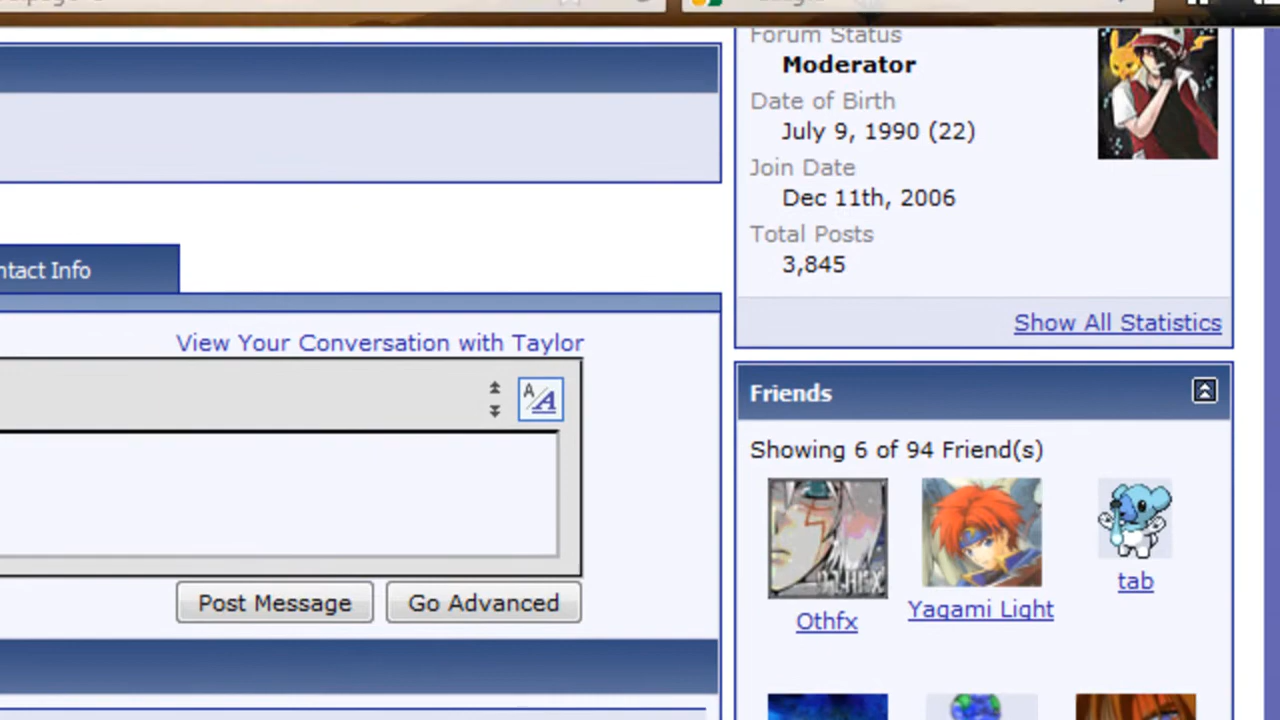 Forum Status
Moderator
Date of Birth
July 9, 1990 (22)
Join Date
Dec 11th, 2006
Total Posts
3,845
Show All Statistics
ntact Info
View Your Conversation with Taylor
A/A
Post Message
Go Advanced
Friends
Showing 6 of 94 Friend(s)
Othfx
Yagami Light
tab